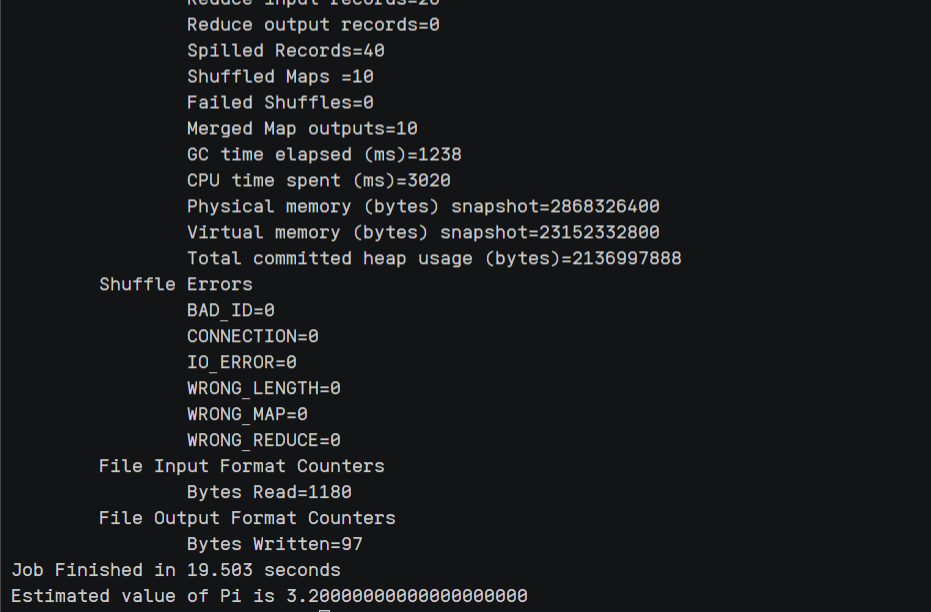 Reduce input records=20
Reduce output records=0
Spilled Records=40
Shuffled Maps =10
Failed Shuffles=0
Merged Map outputs=10
GC time elapsed (ms)=1238
CPU time spent (ms)=3020
Physical memory (bytes) snapshot=2868326400
Virtual memory (bytes) snapshot=23152332800
Total committed heap usage (bytes)=2136997888
Shuffle Errors
BAD_ID=0
CONNECTION=0
IO_ERROR=0
WRONG_LENGTH=0
WRONG_MAP=0
WRONG_REDUCE=0
File Input Format Counters
Bytes Read=1180
File Output Format Counters
Bytes Written=97
Job Finished in 19.503 seconds
Estimated value of Pi is 3.20000000000000000000